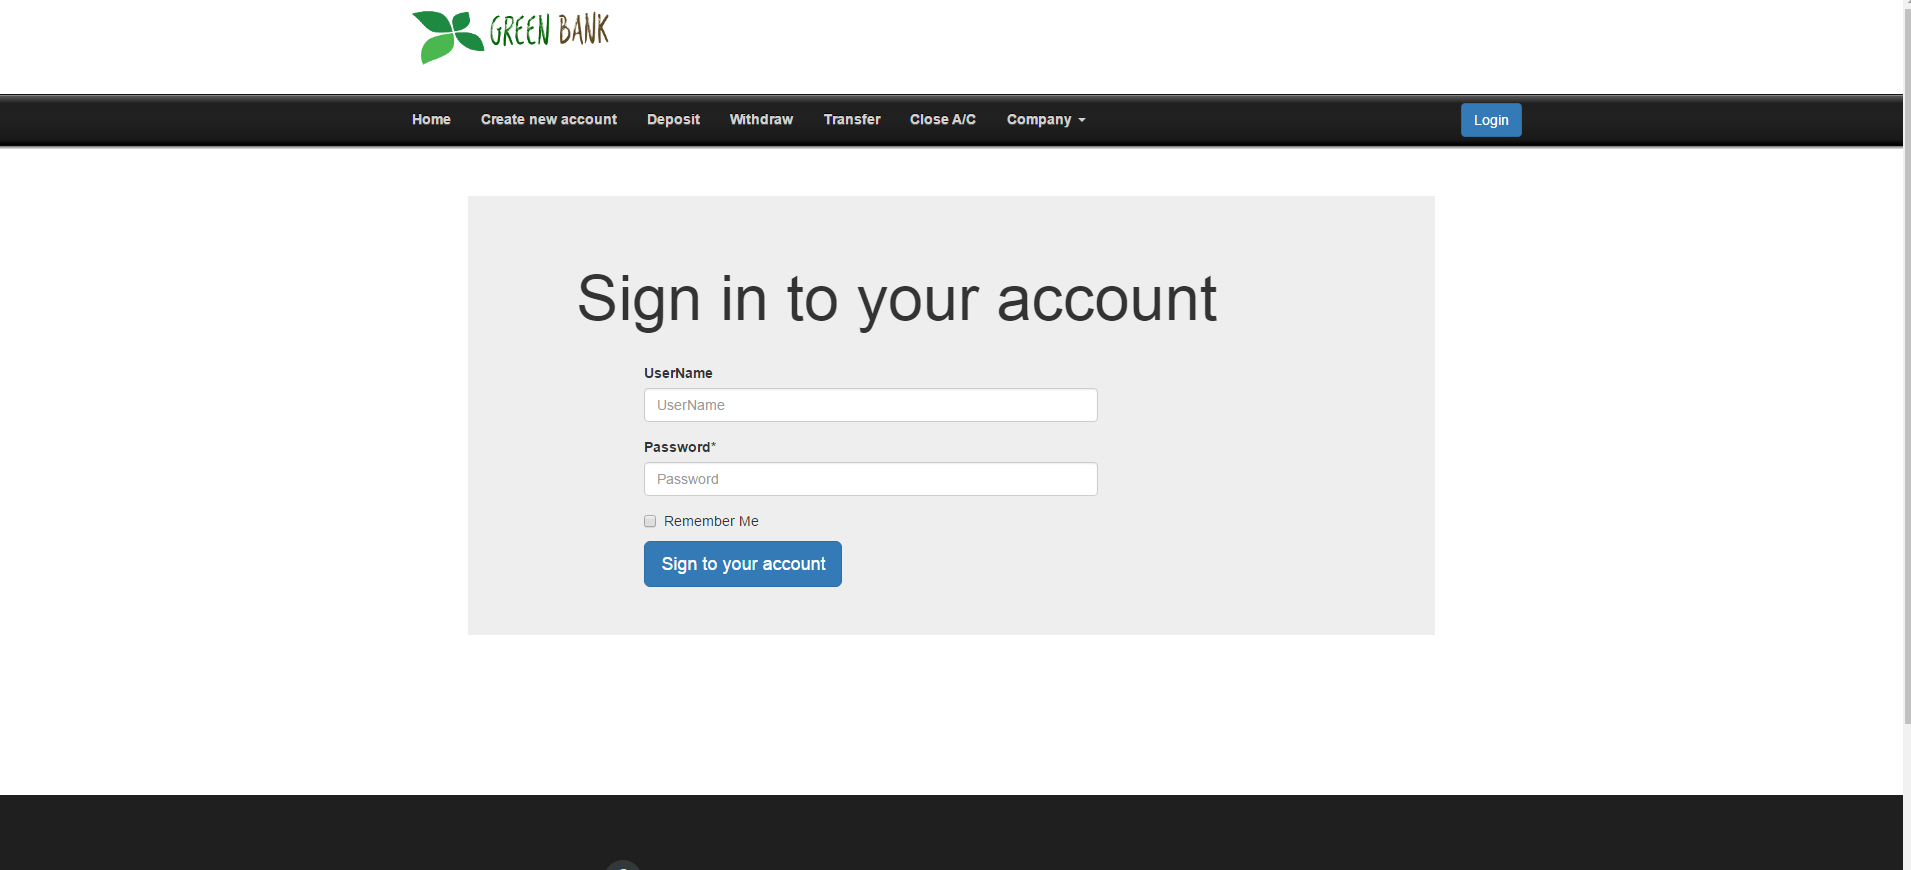 GREEN BANK
Home Create new account Deposit Withdraw Transfer Close A/C Company Login
Sign in to your account
UserName
UserName
Password*
Password
Remember Me
Sign to your account